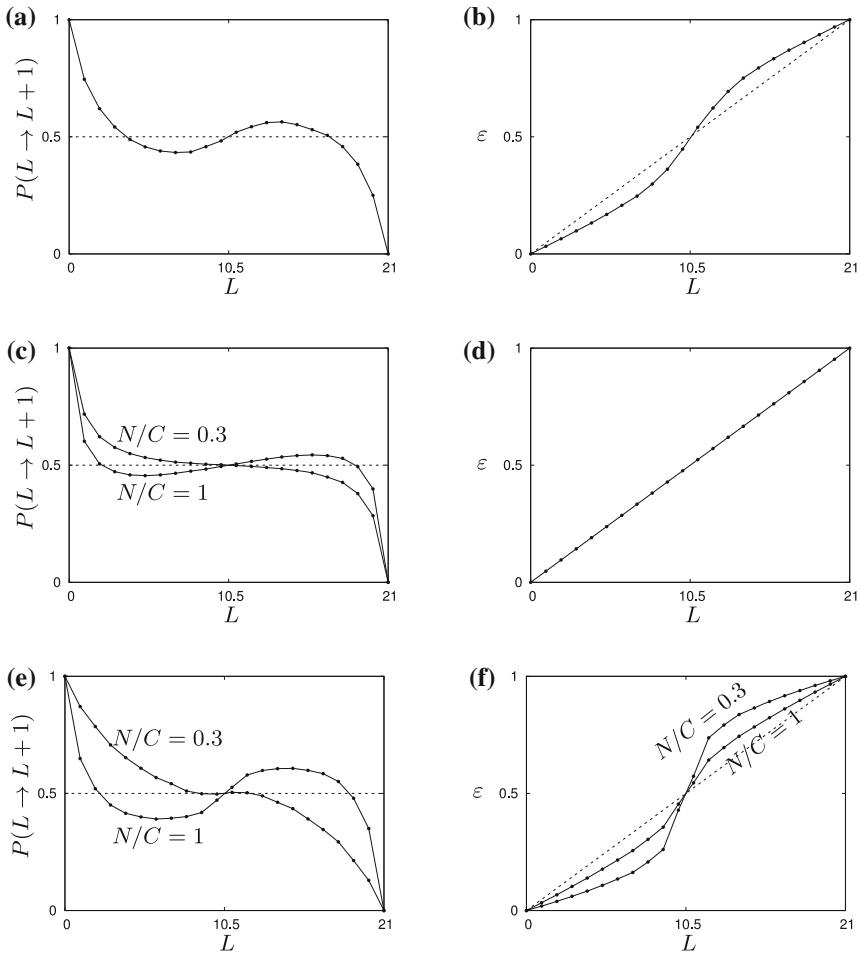 (a)
1
P(L → L + 1)
0.5
0
0
10.5
21
L
(b)
1
ε
0.5
0
0
10.5
21
L
(c)
1
P(L → L + 1)
0.5
0
N/C = 0.3
N/C = 1
0
10.5
21
L
(d)
1
ε
0.5
0
0
10.5
21
L
(e)
1
P(L → L + 1)
0.5
0
N/C = 0.3
N/C = 1
0
10.5
21
L
(f)
1
ε
0.5
0
N/C = 0.3
N/C = 1
0
10.5
21
L